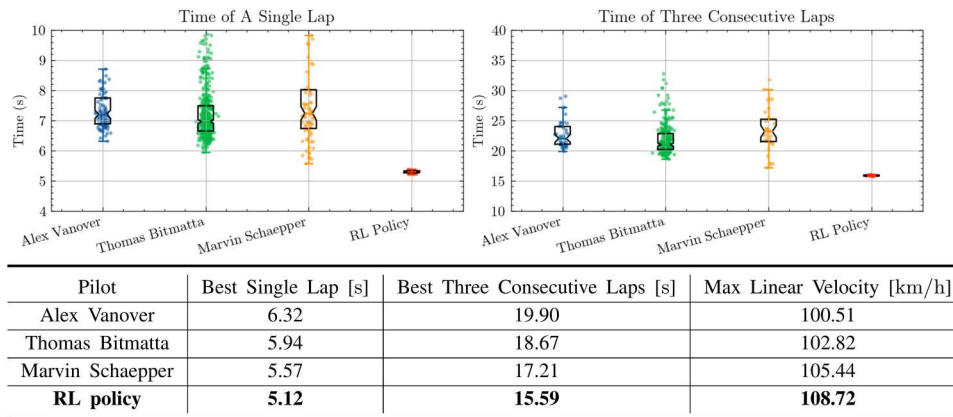 Time of A Single Lap
10
9
8
7
6
5
4
Time (s)
Alex Vanover
Thomas Bitmatta
Marvin Schaepper
RL Policy
Time of Three Consecutive Laps
40
35
30
25
20
15
10
Time (s)
Alex Vanover
Thomas Bitmatta
Marvin Schaepper
RL Policy
Pilot Best Single Lap [s] Best Three Consecutive Laps [s] Max Linear Velocity [km/h]
Alex Vanover 6.32 19.90 100.51
Thomas Bitmatta 5.94 18.67 102.82
Marvin Schaepper 5.57 17.21 105.44
RL policy 5.12 15.59 108.72